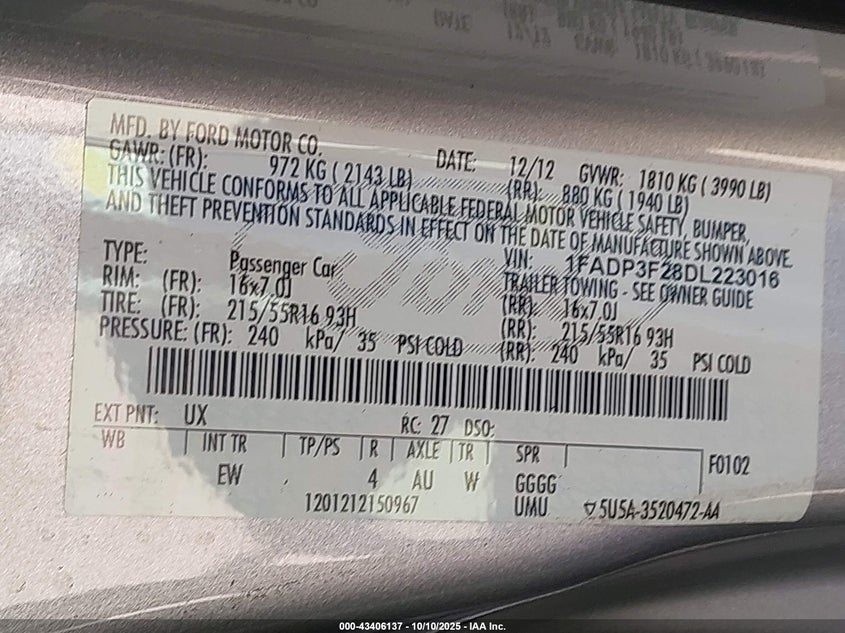 MFD. BY FORD MOTOR CO.
DATE: 12/12 GVWR: 1810 KG ( 3990 LB)
GAWR: (FR): 972 KG ( 2143 LB) (RR): 880 KG ( 1940 LB)
THIS VEHICLE CONFORMS TO ALL APPLICABLE FEDERAL MOTOR VEHICLE SAFETY, BUMPER,
AND THEFT PREVENTION STANDARDS IN EFFECT ON THE DATE OF MANUFACTURE SHOWN ABOVE.
VIN: 1FADP3F28DL223016
TYPE: Passenger Car TRAILER TOWING - SEE OWNER GUIDE
RIM: (FR): 16x7.0J (RR): 16x7.0J
TIRE: (FR): 215/55R16 93H (RR): 215/55R16 93H
PRESSURE: (FR): 240 kPa/ 35 PSI COLD (RR): 240 kPa/ 35 PSI COLD
EXT PNT: UX RC: 27 DSO:
WB INT TR TP/PS R AXLE TR SPR F0102
EW 4 AU W GGGG
1201212150967 UMU 5U5A-3520472-AA
000-43406137 - 10/10/2025 - IAA Inc.